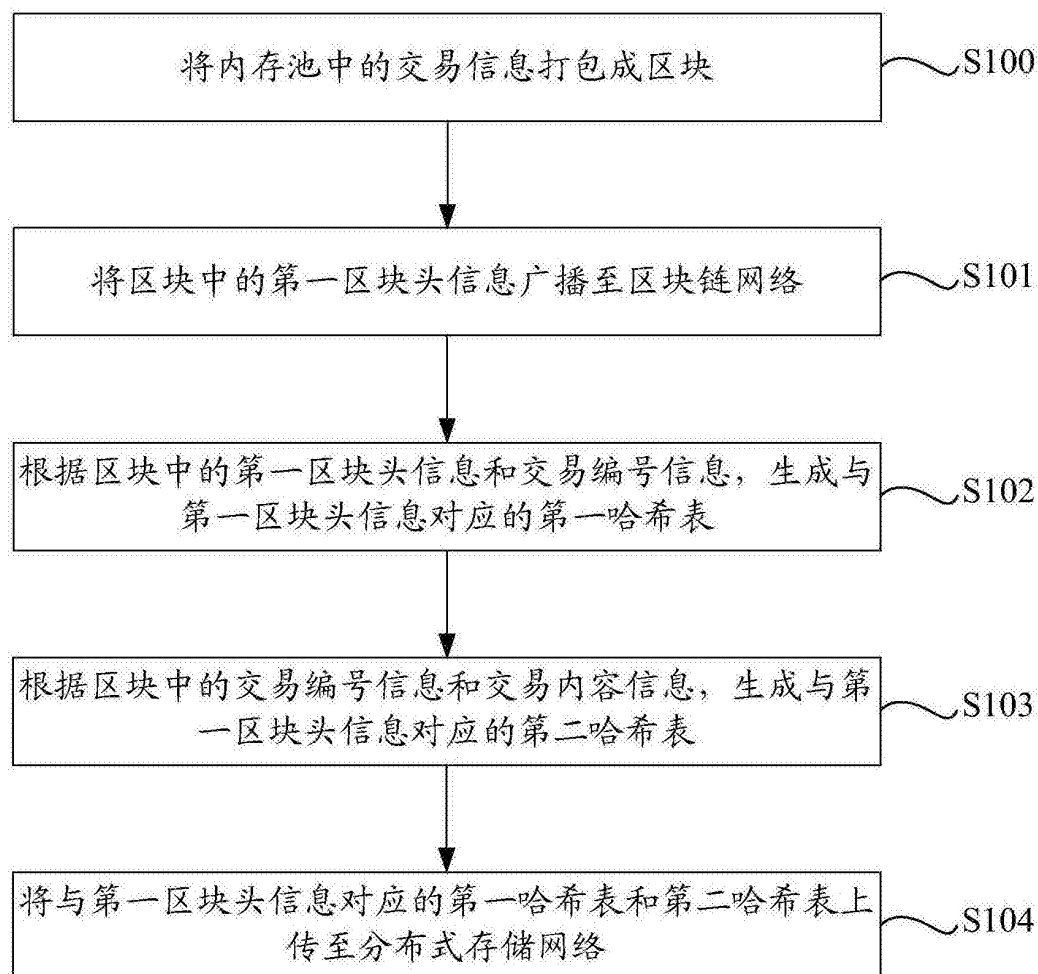 将内存池中的交易信息打包成区块
S100
将区块中的第一区块头信息广播至区块链网络
S101
根据区块中的第一区块头信息和交易编号信息，生成与
第一区块头信息对应的第一哈希表
S102
根据区块中的交易编号信息和交易内容信息，生成与第
一区块头信息对应的第二哈希表
S103
将与第一区块头信息对应的第一哈希表和第二哈希表上
传至分布式存储网络
S104